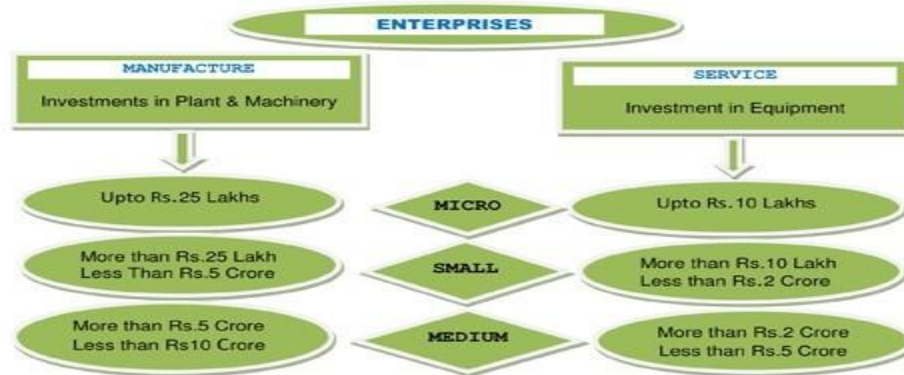 ENTERPRISES
MANUFACTURE
Investments in Plant & Machinery
SERVICE
Investment in Equipment
Upto Rs.25 Lakhs
MICRO
Upto Rs.10 Lakhs
More than Rs.25 Lakh
Less Than Rs.5 Crore
SMALL
More than Rs.10 Lakh
Less than Rs.2 Crore
More than Rs.5 Crore
Less than Rs10 Crore
MEDIUM
More than Rs.2 Crore
Less than Rs.5 Crore